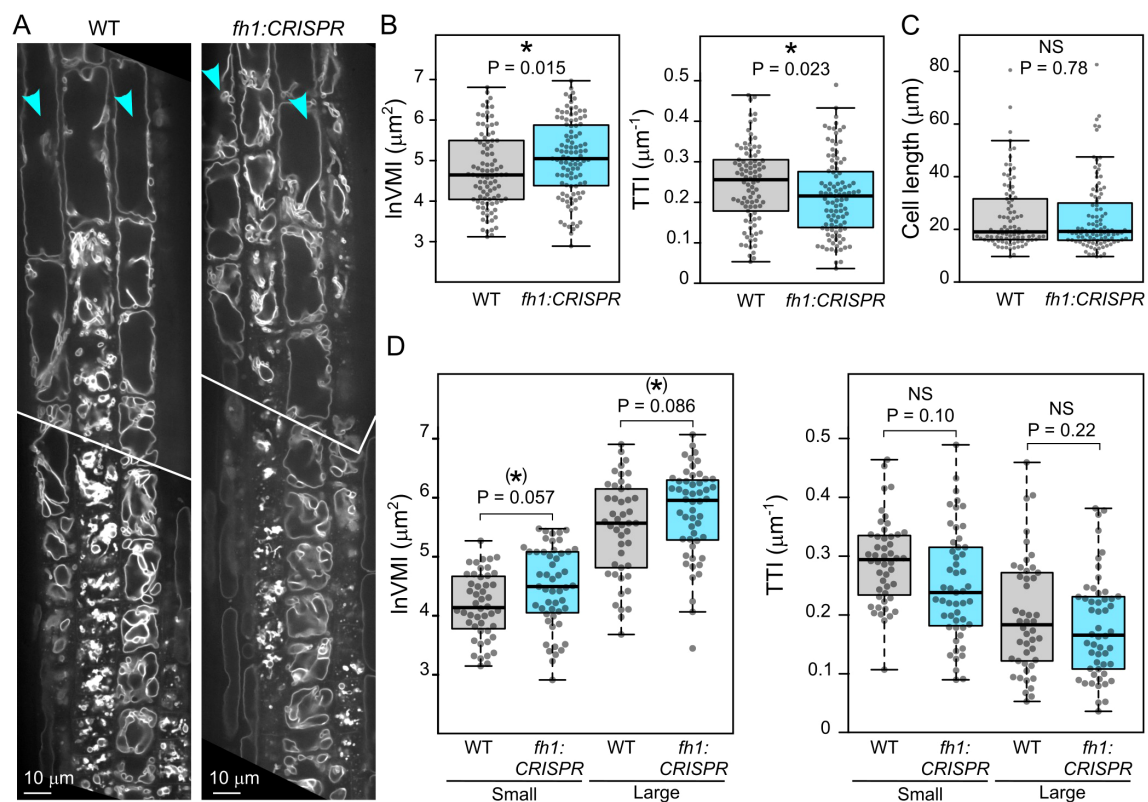 A
WT
fh1:CRISPR
10 μm
10 μm
B
lnVMI (μm²)
7
6
5
4
3
*
P = 0.015
WT
fh1:CRISPR
TTI (μm⁻¹)
0.5
0.4
0.3
0.2
0.1
0
*
P = 0.023
WT
fh1:CRISPR
C
Cell length (μm)
80
60
40
20
0
NS
P = 0.78
WT
fh1:CRISPR
D
lnVMI (μm²)
7
6
5
4
3
(*)
P = 0.057
(*)
P = 0.086
WT
fh1:
CRISPR
WT
fh1:
CRISPR
Small
Large
TTI (μm⁻¹)
0.5
0.4
0.3
0.2
0.1
0
NS
P = 0.10
NS
P = 0.22
WT
fh1:
CRISPR
WT
fh1:
CRISPR
Small
Large